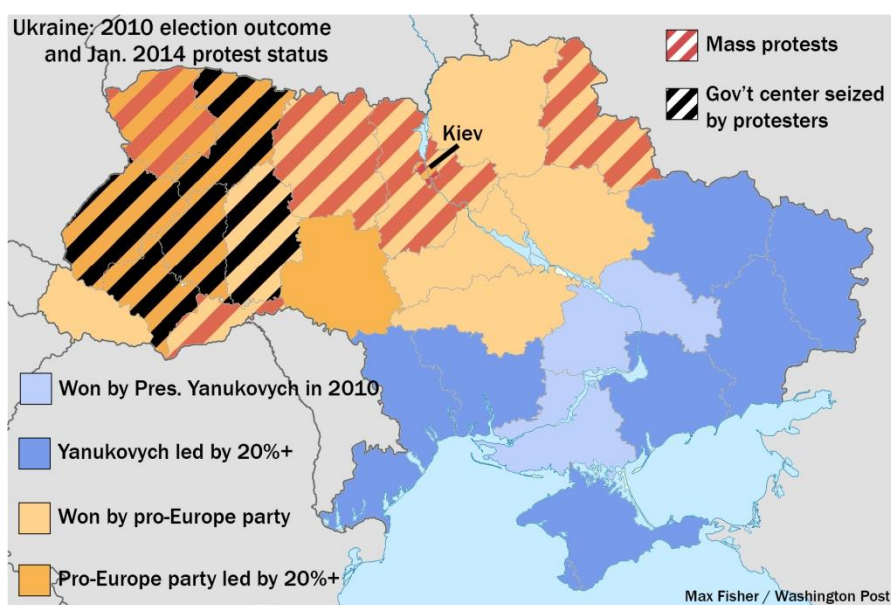 Ukraine: 2010 election outcome
and Jan. 2014 protest status
Mass protests
Gov't center seized
by protesters
Kiev
Won by Pres. Yanukovych in 2010
Yanukovych led by 20%+
Won by pro-Europe party
Pro-Europe party led by 20%+
Max Fisher / Washington Post